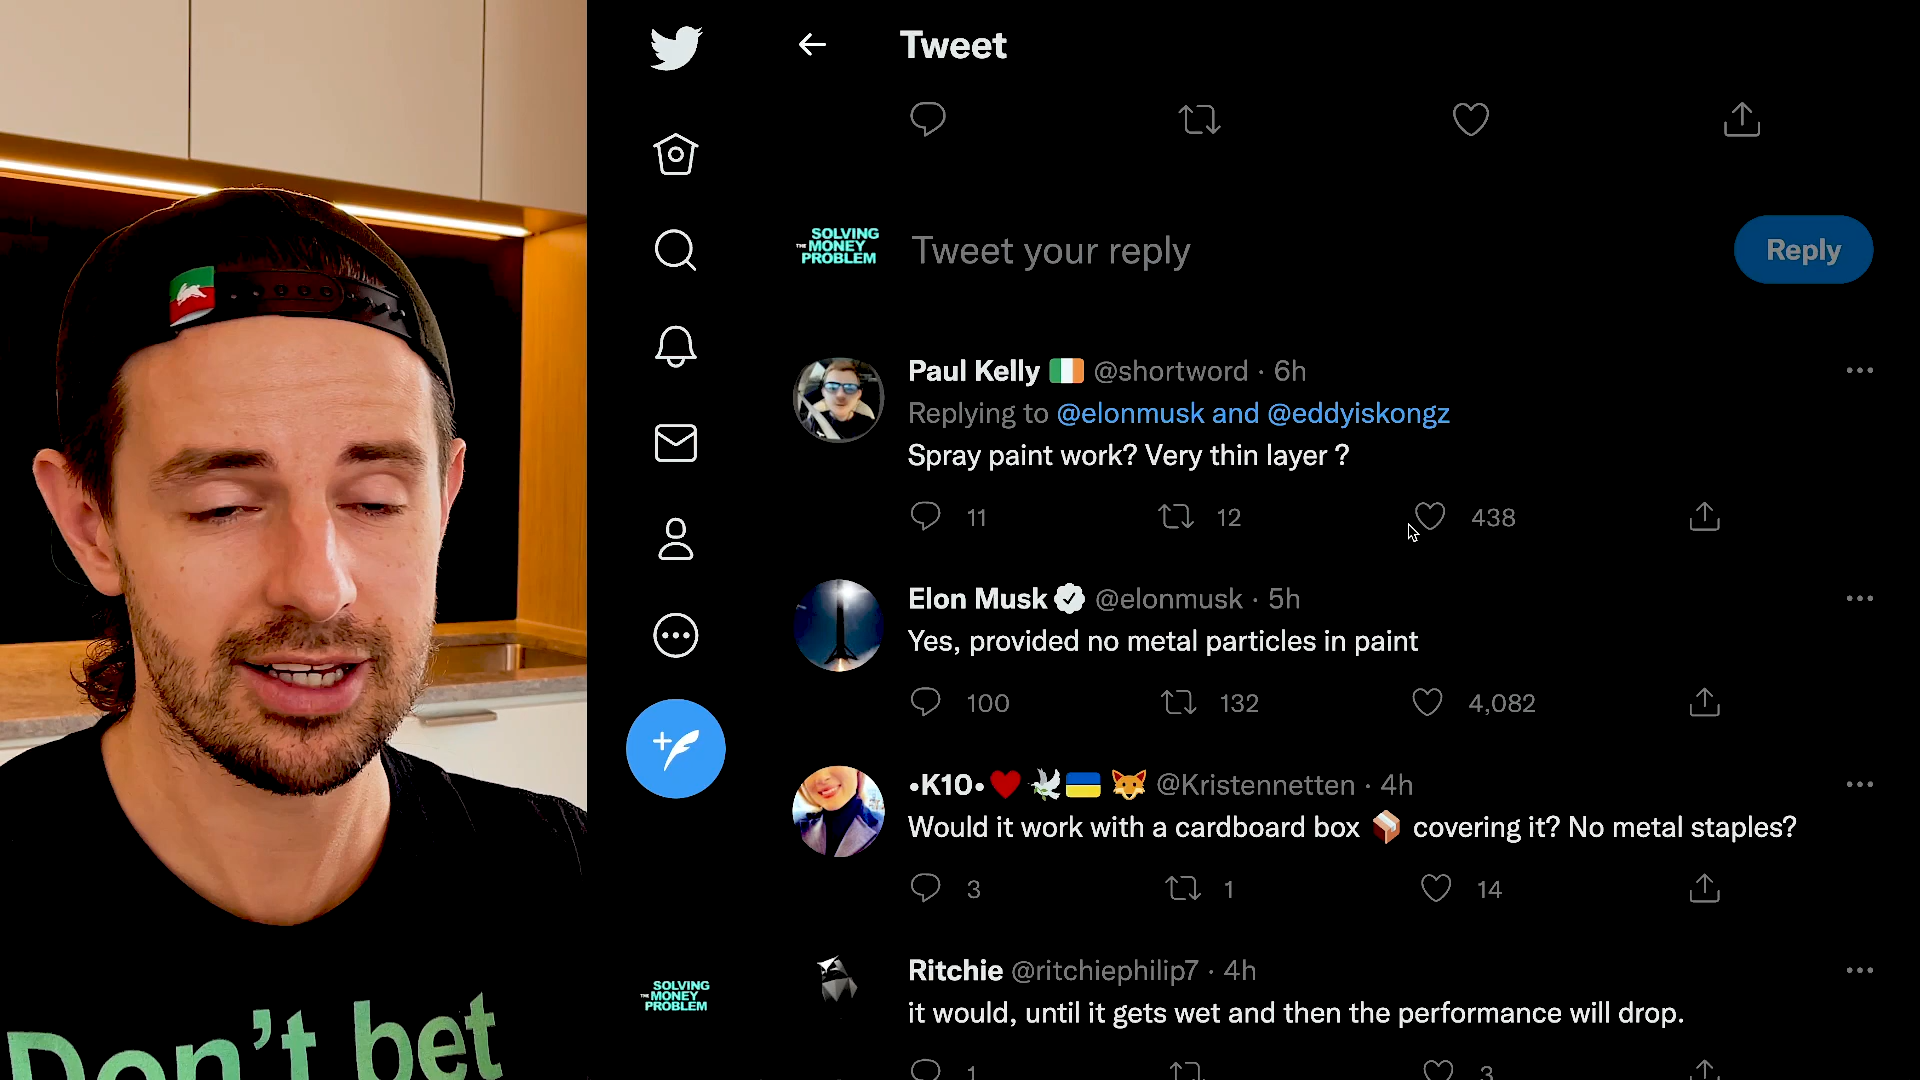 Tweet
SOLVING
THE MONEY
PROBLEM
Tweet your reply
Reply
Paul Kelly @shortword · 6h
Replying to @elonmusk and @eddyiskongz
Spray paint work? Very thin layer ?
11 12 438
Elon Musk @elonmusk · 5h
Yes, provided no metal particles in paint
100 132 4,082
•K10• @Kristennetten · 4h
Would it work with a cardboard box covering it? No metal staples?
3 1 14
Ritchie @ritchiephilip7 · 4h
it would, until it gets wet and then the performance will drop.
1 3
SOLVING
THE MONEY
PROBLEM
Don't bet